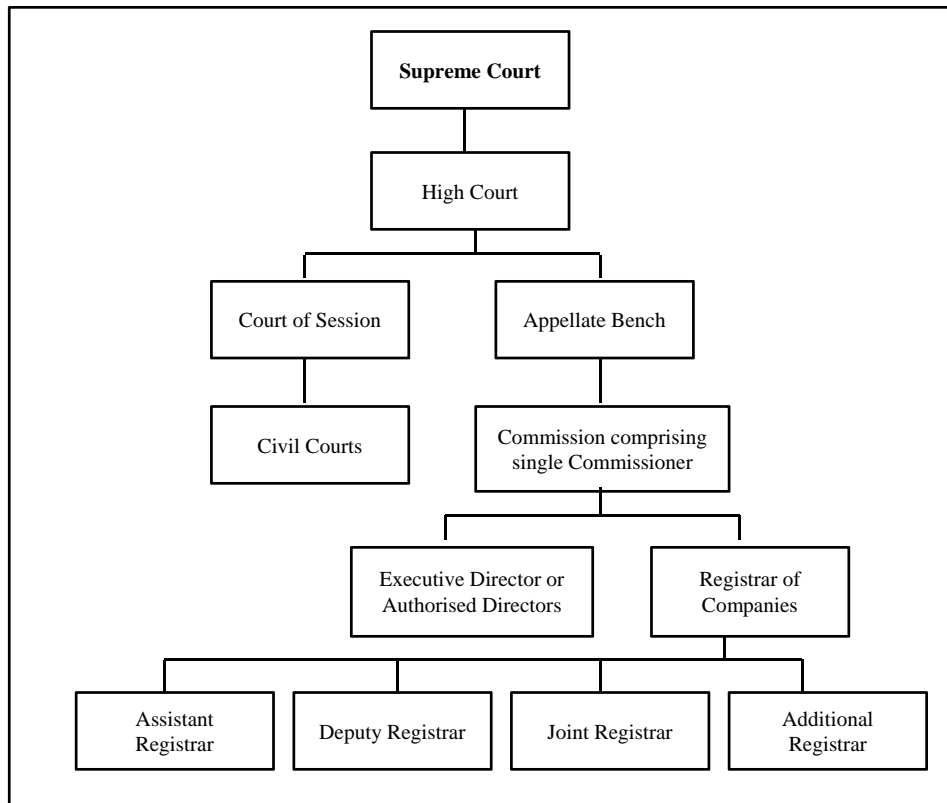 Supreme Court
High Court
Court of Session
Appellate Bench
Civil Courts
Commission comprising
single Commissioner
Executive Director or
Authorised Directors
Registrar of
Companies
Assistant
Registrar
Deputy Registrar
Joint Registrar
Additional
Registrar